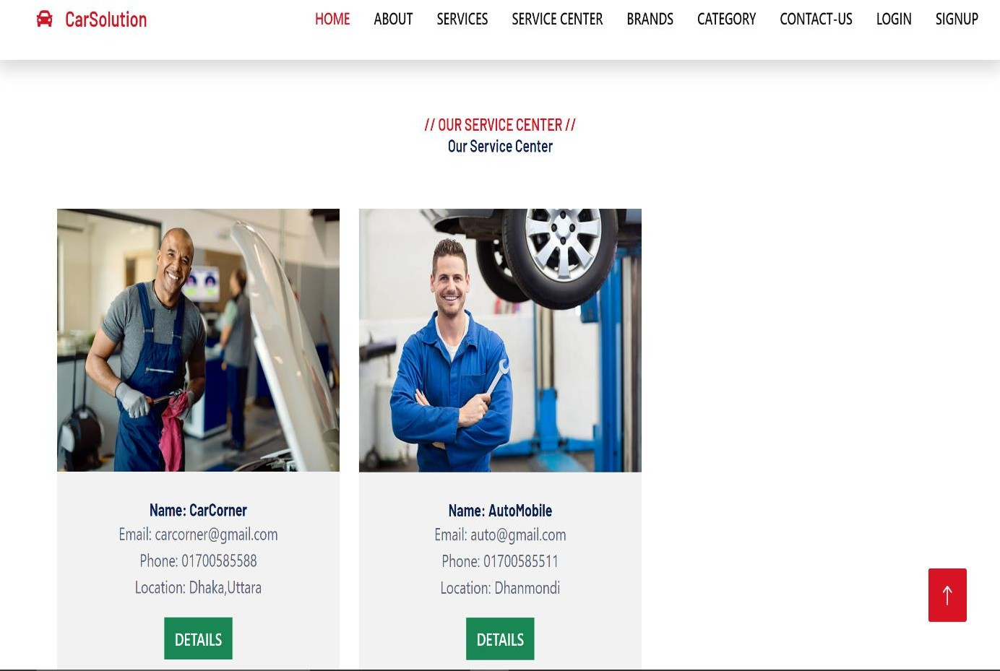 CarSolution
HOME ABOUT SERVICES SERVICE CENTER BRANDS CATEGORY CONTACT-US LOGIN SIGNUP
// OUR SERVICE CENTER //
Our Service Center
Name: CarCorner
Email: carcorner@gmail.com
Phone: 01700585588
Location: Dhaka,Uttara
DETAILS
Name: AutoMobile
Email: auto@gmail.com
Phone: 01700585511
Location: Dhanmondi
DETAILS